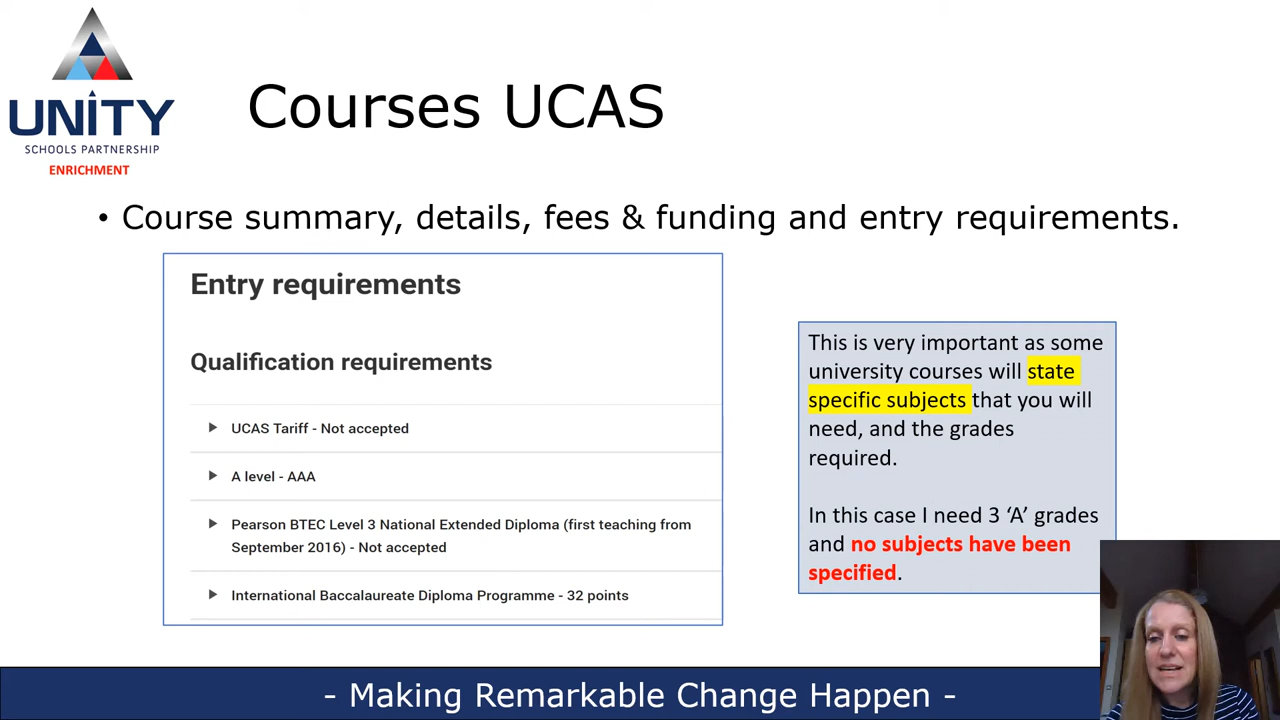 UNITY
SCHOOLS PARTNERSHIP
ENRICHMENT
Courses UCAS
• Course summary, details, fees & funding and entry requirements.
Entry requirements
Qualification requirements
UCAS Tariff - Not accepted
A level - AAA
Pearson BTEC Level 3 National Extended Diploma (first teaching from
September 2016) - Not accepted
International Baccalaureate Diploma Programme - 32 points
This is very important as some
university courses will state
specific subjects that you will
need, and the grades
required.
In this case I need 3 ‘A’ grades
and no subjects have been
specified.
- Making Remarkable Change Happen -